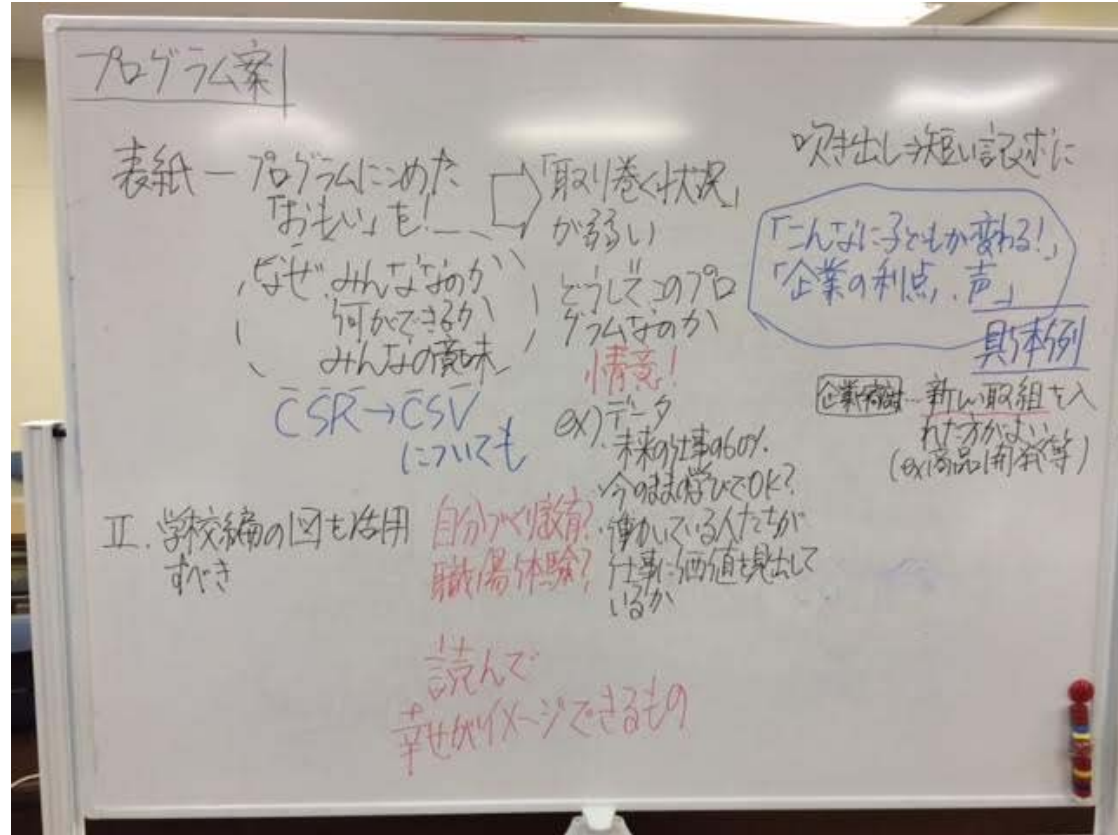 プログラム案
表紙ープログラムにこめた
「おもい」を!
なぜ、みんななのか
何ができるか
みんなの意味
CSR→CSV
についても
Ⅱ. 学校編の図も活用
すべき
「取り巻く状況」
が弱い
どうしてこのプロ
グラムなのか
情意!
ex). データ
・未来の仕事の60%.
・今のままの学びでOK?
・働いている人たちが
仕事に価値を見出して
いるか
自分づくり教育?
職場体験?
読んで
幸せがイメージできるもの
吹き出し⇒短い記述に
「こんなに子どもが変わる!」
「企業の利点、声」
具体例
企業…新しい取組を入
れた方がよい
(ex商品開発等)